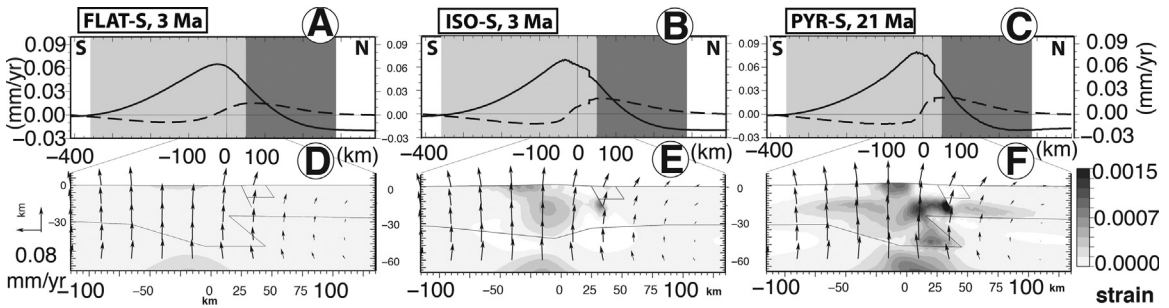 FLAT-S, 3 Ma
A
ISO-S, 3 Ma
B
PYR-S, 21 Ma
C
0.09
0.06
0.03
0.00
−0.03
(mm/yr)
S
N
0.09
0.06
0.03
0.00
−0.03
S
N
0.09
0.06
0.03
0.00
−0.03
S
N
0.09
0.06
0.03
0.00
−0.03
(mm/yr)
−400
−100
0
100
(km)
−400
−100
0
100
(km)
−400
−100
0
100
(km)
D
E
F
0
−30
−60
km
0
−30
−60
0
−30
−60
0.08
mm/yr
−100
−50
−25
0
km
25
50
100
−100
−50
−25
0
km
25
50
100
−100
−50
−25
0
km
25
50
100
0.0015
0.0007
0.0000
strain